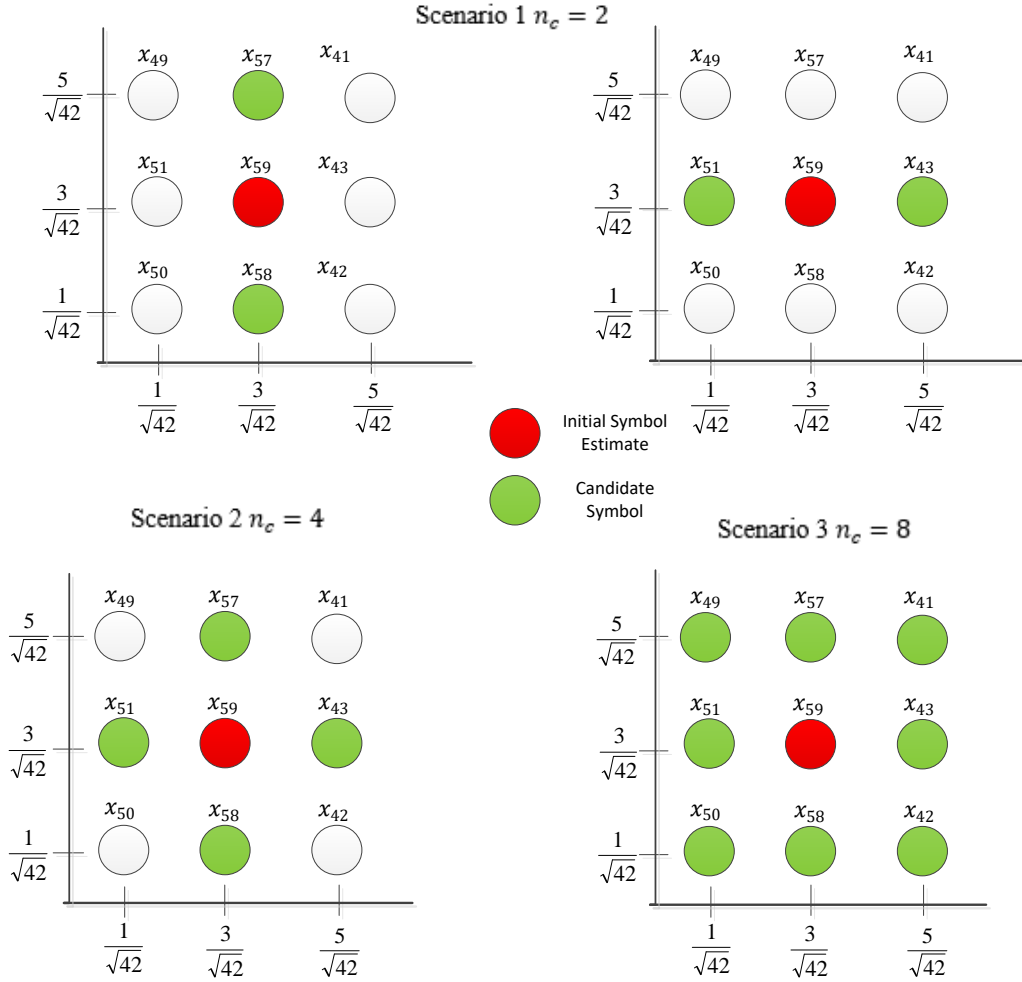 Scenario 1 n_c = 2
x_49 x_57 x_41
5/√42
x_51 x_59 x_43
3/√42
x_50 x_58 x_42
1/√42
1/√42 3/√42 5/√42
x_49 x_57 x_41
5/√42
x_51 x_59 x_43
3/√42
x_50 x_58 x_42
1/√42
1/√42 3/√42 5/√42
Initial Symbol
Estimate
Candidate
Symbol
Scenario 2 n_c = 4
x_49 x_57 x_41
5/√42
x_51 x_59 x_43
3/√42
x_50 x_58 x_42
1/√42
1/√42 3/√42 5/√42
Scenario 3 n_c = 8
x_49 x_57 x_41
5/√42
x_51 x_59 x_43
3/√42
x_50 x_58 x_42
1/√42
1/√42 3/√42 5/√42